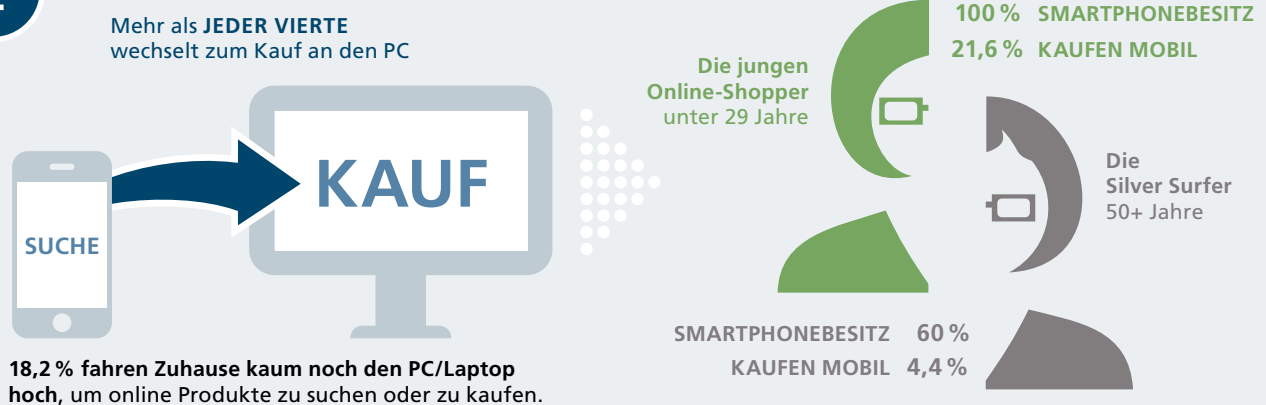 Mehr als JEDER VIERTE
wechselt zum Kauf an den PC
SUCHE
KAUF
18,2 % fahren Zuhause kaum noch den PC/Laptop
hoch, um online Produkte zu suchen oder zu kaufen.
Die jungen
Online-Shopper
unter 29 Jahre
100 % SMARTPHONEBESITZ
21,6 % KAUFEN MOBIL
Die
Silver Surfer
50+ Jahre
SMARTPHONEBESITZ 60 %
KAUFEN MOBIL 4,4 %